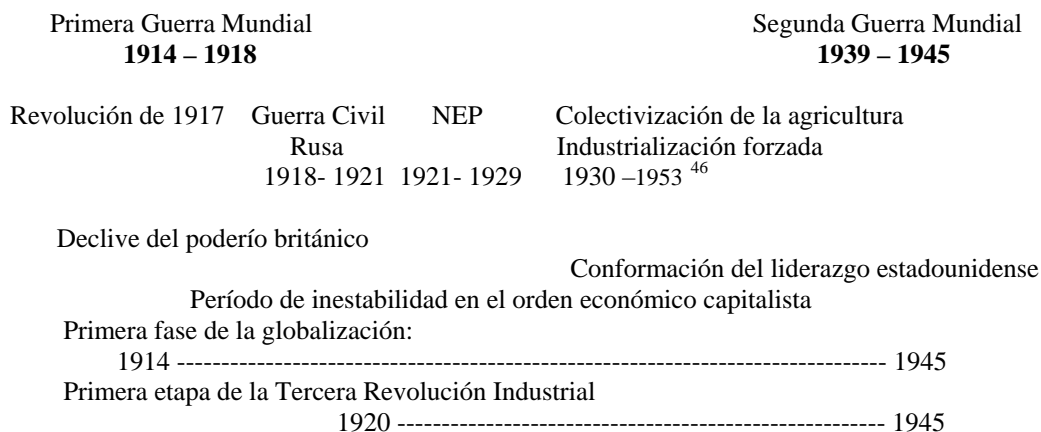 Primera Guerra Mundial Segunda Guerra Mundial
1914 – 1918 1939 – 1945
Revolución de 1917 Guerra Civil NEP Colectivización de la agricultura
Rusa Industrialización forzada
1918- 1921 1921- 1929 1930 –1953 46
Declive del poderío británico
Conformación del liderazgo estadounidense
Período de inestabilidad en el orden económico capitalista
Primera fase de la globalización:
1914 -------------------------------------------------------------------------------- 1945
Primera etapa de la Tercera Revolución Industrial
1920 ------------------------------------------------------- 1945